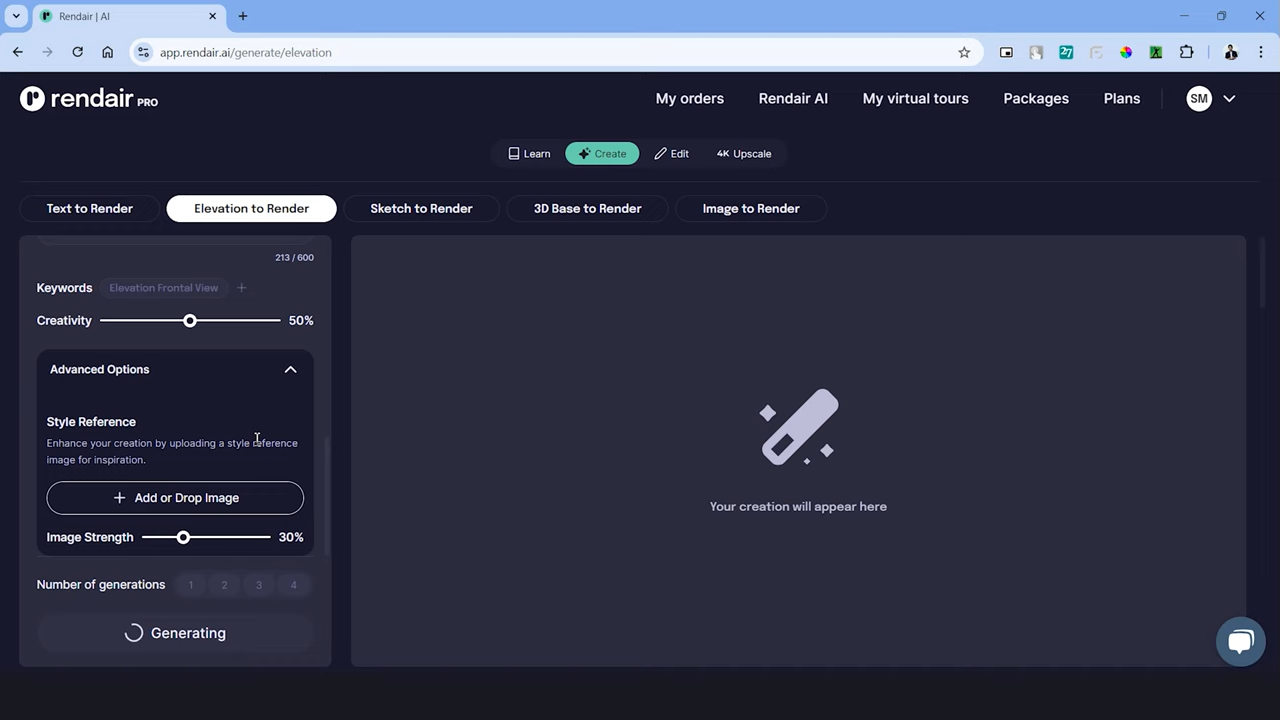 Rendair | AI
app.rendair.ai/generate/elevation
27
rendair PRO
My orders
Rendair AI
My virtual tours
Packages
Plans
SM
Learn
Create
Edit
4K Upscale
Text to Render
Elevation to Render
Sketch to Render
3D Base to Render
Image to Render
213 / 600
Keywords Elevation Frontal View +
Creativity 50%
Advanced Options
Style Reference
Enhance your creation by uploading a style reference
image for inspiration.
+ Add or Drop Image
Image Strength 30%
Number of generations 1 2 3 4
Generating
Your creation will appear here